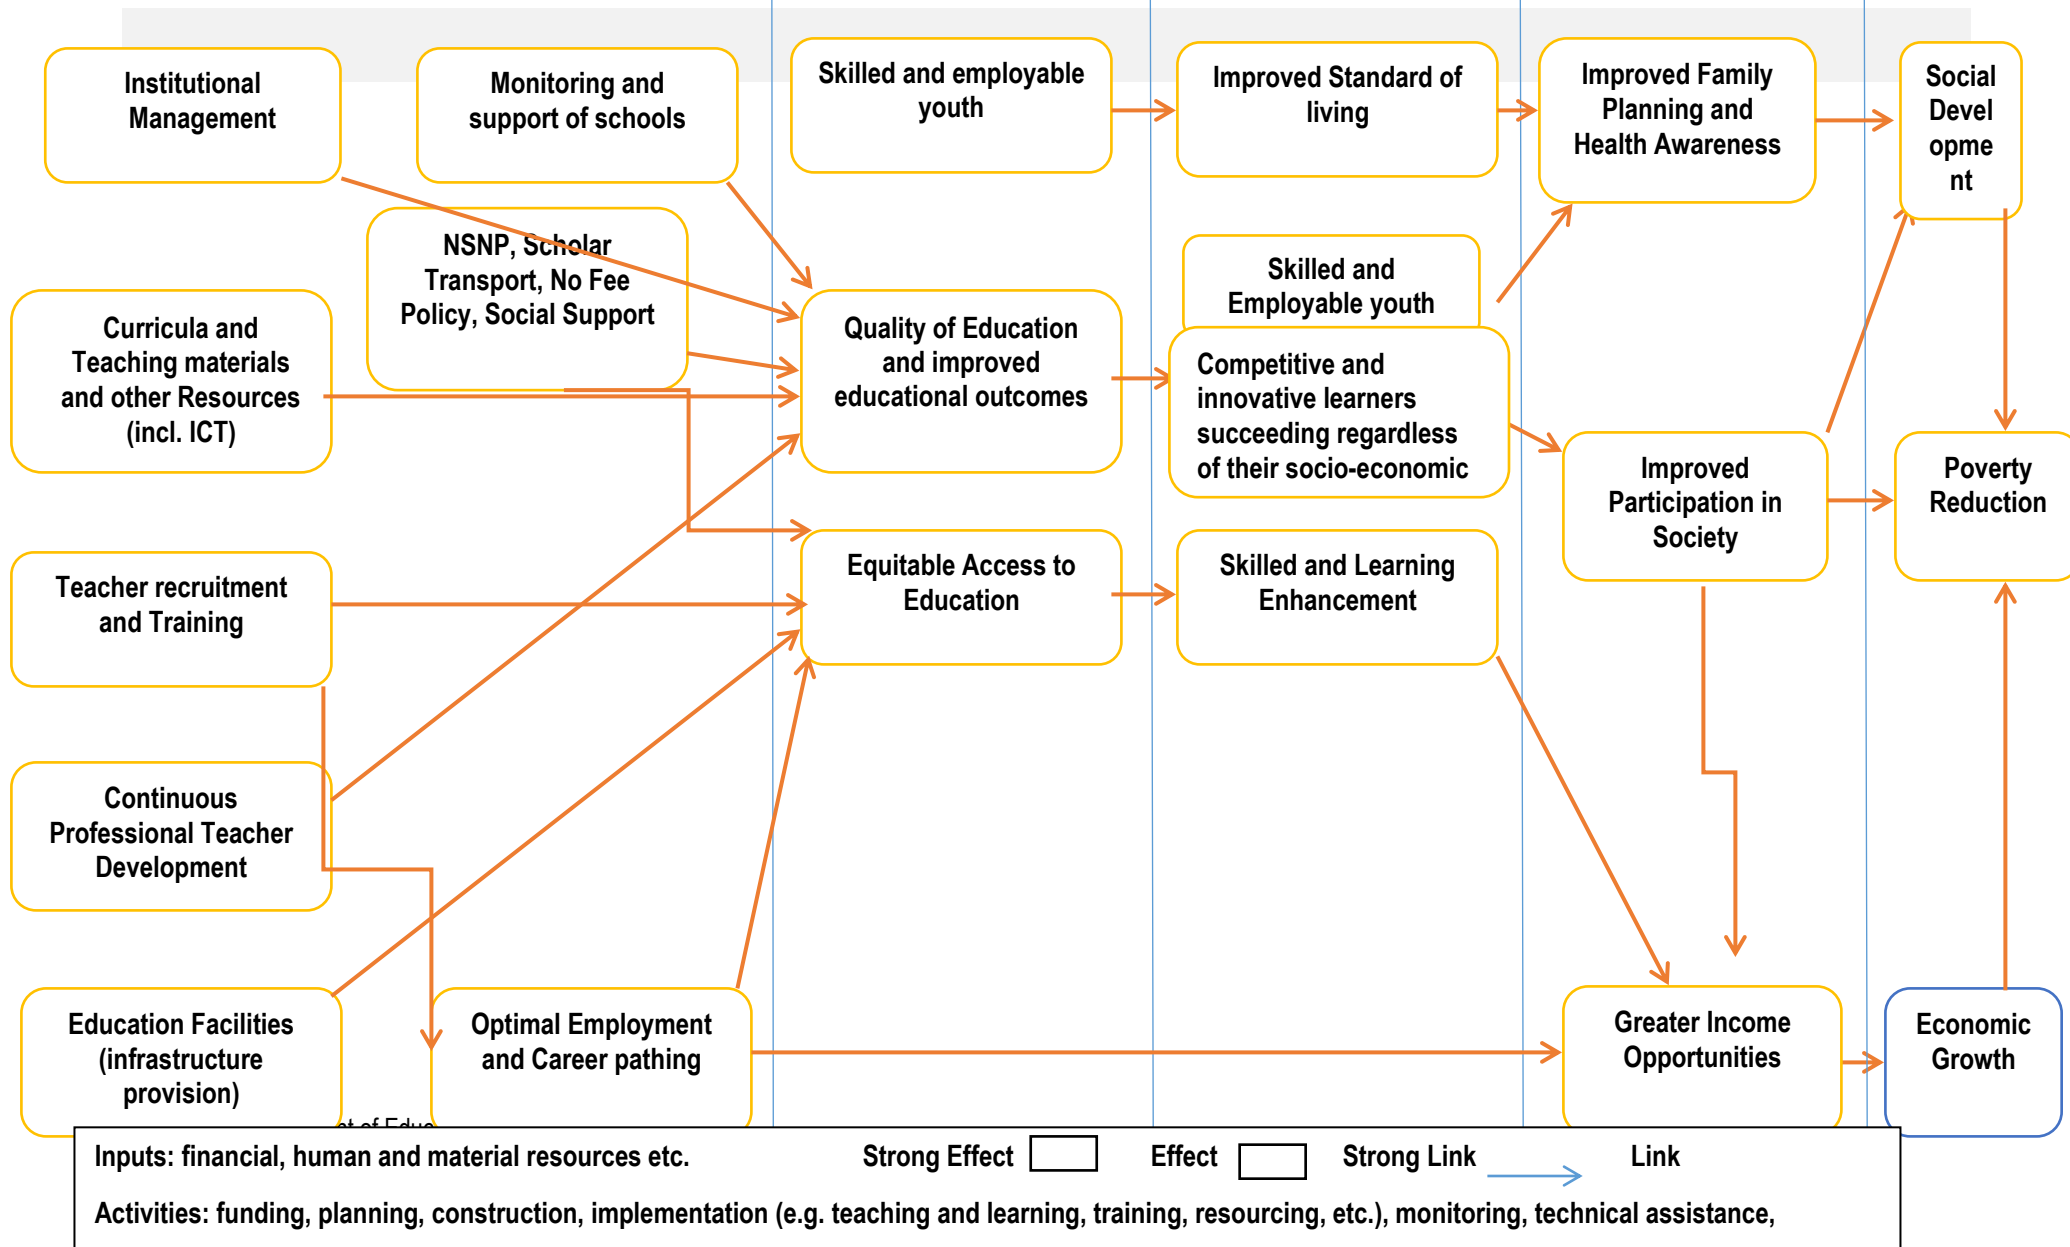 Institutional
Management
Monitoring and
support of schools
Skilled and employable
youth
Improved Standard of
living
Improved Family
Planning and
Health Awareness
Social
Devel
opme
nt
NSNP, Scholar
Transport, No Fee
Policy, Social Support
Skilled and
Employable youth
Curricula and
Teaching materials
and other Resources
(incl. ICT)
Quality of Education
and improved
educational outcomes
Competitive and
innovative learners
succeeding regardless
of their socio-economic
Improved
Participation in
Society
Poverty
Reduction
Teacher recruitment
and Training
Equitable Access to
Education
Skilled and Learning
Enhancement
Continuous
Professional Teacher
Development
Education Facilities
(infrastructure
provision)
Optimal Employment
and Career pathing
Greater Income
Opportunities
Economic
Growth
of
Inputs: financial, human and material resources etc. Strong Effect Effect Strong Link Link
Activities: funding, planning, construction, implementation (e.g. teaching and learning, training, resourcing, etc.), monitoring, technical assistance,